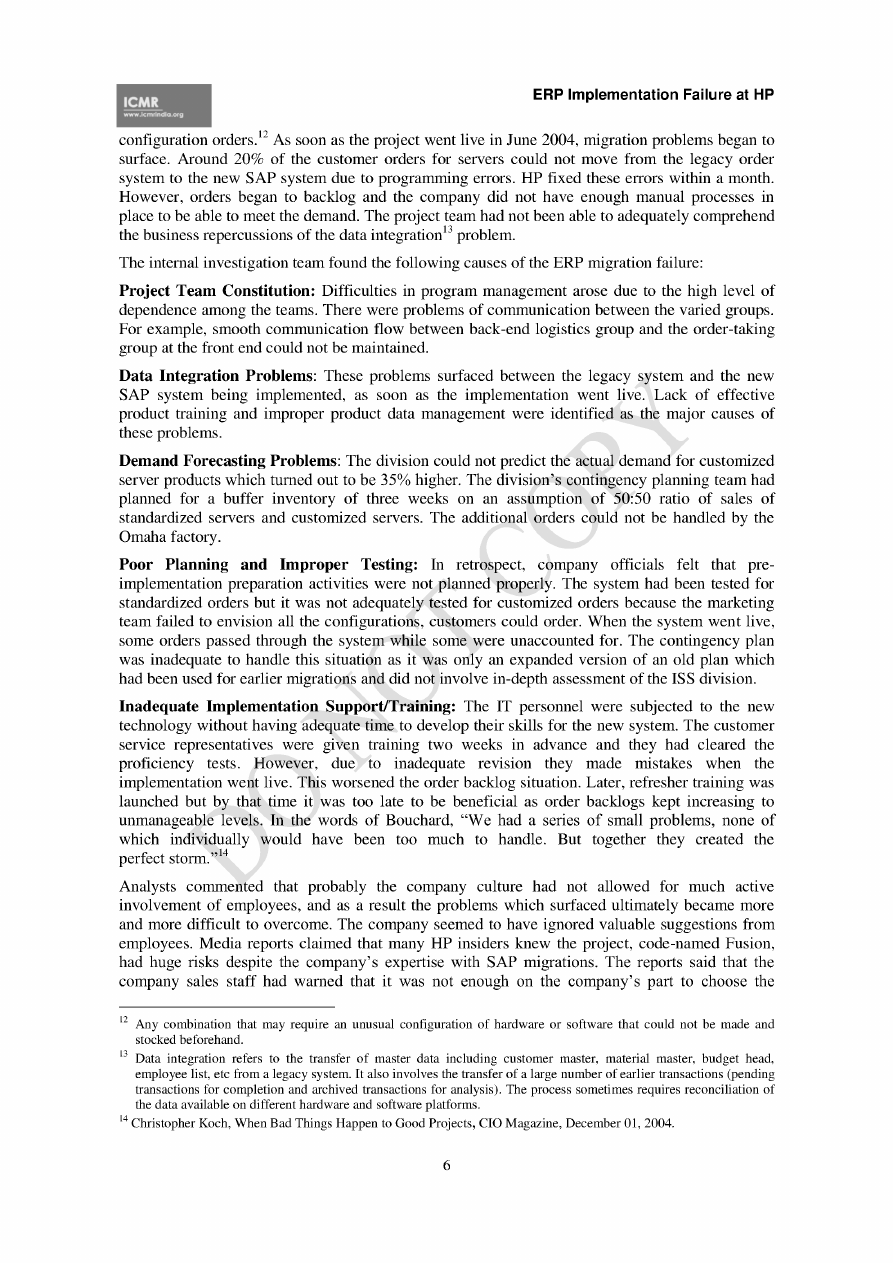 ICMR
www.icmrindia.org
ERP Implementation Failure at HP
configuration orders.12 As soon as the project went live in June 2004, migration problems began to
surface. Around 20% of the customer orders for servers could not move from the legacy order
system to the new SAP system due to programming errors. HP fixed these errors within a month.
However, orders began to backlog and the company did not have enough manual processes in
place to be able to meet the demand. The project team had not been able to adequately comprehend
the business repercussions of the data integration13 problem.
The internal investigation team found the following causes of the ERP migration failure:
Project Team Constitution: Difficulties in program management arose due to the high level of
dependence among the teams. There were problems of communication between the varied groups.
For example, smooth communication flow between back-end logistics group and the order-taking
group at the front end could not be maintained.
Data Integration Problems: These problems surfaced between the legacy system and the new
SAP system being implemented, as soon as the implementation went live. Lack of effective
product training and improper product data management were identified as the major causes of
these problems.
Demand Forecasting Problems: The division could not predict the actual demand for customized
server products which turned out to be 35% higher. The division's contingency planning team had
planned for a buffer inventory of three weeks on an assumption of 50:50 ratio of sales of
standardized servers and customized servers. The additional orders could not be handled by the
Omaha factory.
Poor Planning and Improper Testing: In retrospect, company officials felt that pre-
implementation preparation activities were not planned properly. The system had been tested for
standardized orders but it was not adequately tested for customized orders because the marketing
team failed to envision all the configurations, customers could order. When the system went live,
some orders passed through the system while some were unaccounted for. The contingency plan
was inadequate to handle this situation as it was only an expanded version of an old plan which
had been used for earlier migrations and did not involve in-depth assessment of the ISS division.
Inadequate Implementation Support/Training: The IT personnel were subjected to the new
technology without having adequate time to develop their skills for the new system. The customer
service representatives were given training two weeks in advance and they had cleared the
proficiency tests. However, due to inadequate revision they made mistakes when the
implementation went live. This worsened the order backlog situation. Later, refresher training was
launched but by that time it was too late to be beneficial as order backlogs kept increasing to
unmanageable levels. In the words of Bouchard, “We had a series of small problems, none of
which individually would have been too much to handle. But together they created the
perfect storm.”14
Analysts commented that probably the company culture had not allowed for much active
involvement of employees, and as a result the problems which surfaced ultimately became more
and more difficult to overcome. The company seemed to have ignored valuable suggestions from
employees. Media reports claimed that many HP insiders knew the project, code-named Fusion,
had huge risks despite the company's expertise with SAP migrations. The reports said that the
company sales staff had warned that it was not enough on the company's part to choose the
12 Any combination that may require an unusual configuration of hardware or software that could not be made and
stocked beforehand.
13 Data integration refers to the transfer of master data including customer master, material master, budget head,
employee list, etc from a legacy system. It also involves the transfer of a large number of earlier transactions (pending
transactions for completion and archived transactions for analysis). The process sometimes requires reconciliation of
the data available on different hardware and software platforms.
14 Christopher Koch, When Bad Things Happen to Good Projects, CIO Magazine, December 01, 2004.
6
DO NOT COPY